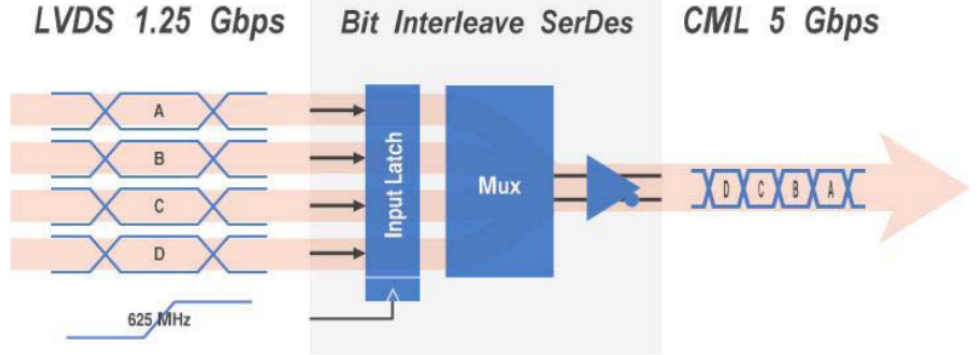 LVDS 1.25 Gbps
Bit Interleave SerDes
CML 5 Gbps
A
B
C
D
625 MHz
Input Latch
Mux
D C B A